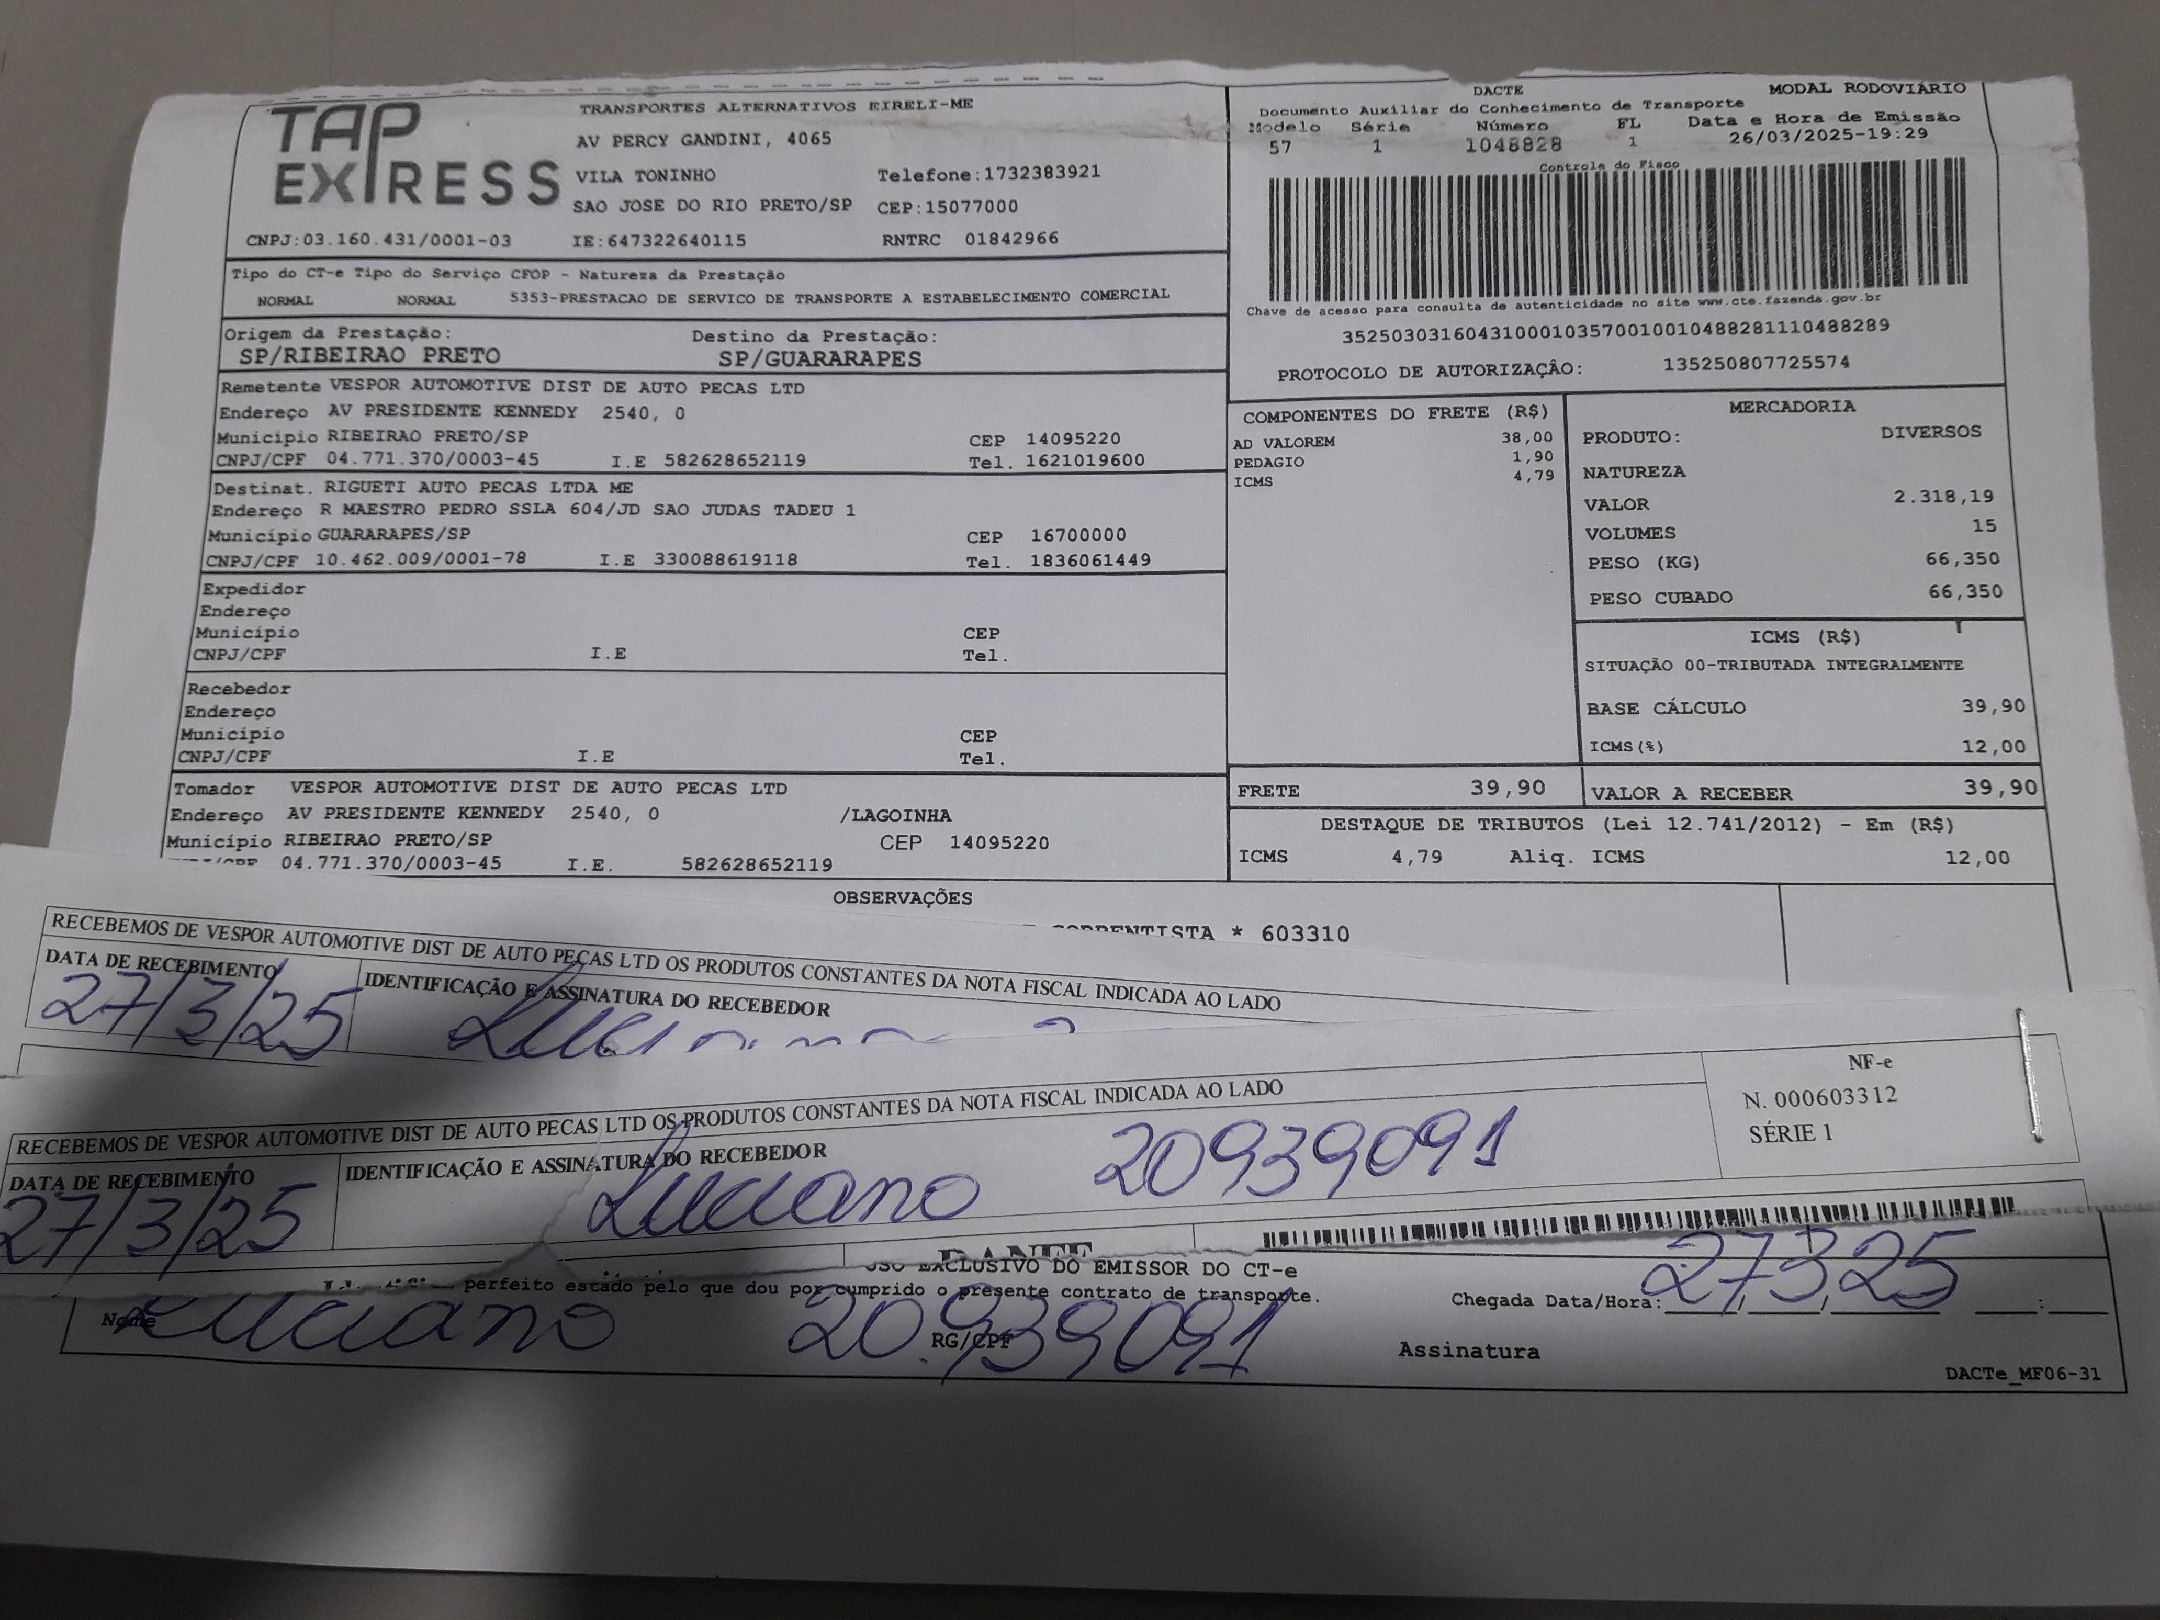 TAP EXPRESS
TRANSPORTES ALTERNATIVOS EIRELI-ME
AV PERCY GANDINI, 4065
VILA TONINHO Telefone:1732383921
SAO JOSE DO RIO PRETO/SP CEP:15077000
CNPJ:03.160.431/0001-03 IE:647322640115 RNTRC 01842966
DACTE MODAL RODOVIÁRIO
Documento Auxiliar do Conhecimento de Transporte
Modelo Série Número FL Data e Hora de Emissão
57 1 1048828 1 26/03/2025-19:29
Controle do Fisco
Chave de acesso para consulta de autenticidade no site www.cte.fazenda.gov.br
35250303160431000103570010010488281110488289
PROTOCOLO DE AUTORIZAÇÂO: 135250807725574
Tipo do CT-e Tipo do Serviço CFOP - Natureza da Prestação
NORMAL NORMAL 5353-PRESTACAO DE SERVICO DE TRANSPORTE A ESTABELECIMENTO COMERCIAL
Origem da Prestação: Destino da Prestação:
SP/RIBEIRAO PRETO SP/GUARARAPES
Remetente VESPOR AUTOMOTIVE DIST DE AUTO PECAS LTD
Endereço AV PRESIDENTE KENNEDY 2540, 0
Município RIBEIRAO PRETO/SP CEP 14095220
CNPJ/CPF 04.771.370/0003-45 I.E 582628652119 Tel. 1621019600
Destinat. RIGUETI AUTO PECAS LTDA ME
Endereço R MAESTRO PEDRO SSLA 604/JD SAO JUDAS TADEU 1
Município GUARARAPES/SP CEP 16700000
CNPJ/CPF 10.462.009/0001-78 I.E 330088619118 Tel. 1836061449
Expedidor
Endereço
Município CEP
CNPJ/CPF I.E Tel.
Recebedor
Endereço
Município CEP
CNPJ/CPF I.E Tel.
Tomador VESPOR AUTOMOTIVE DIST DE AUTO PECAS LTD
Endereço AV PRESIDENTE KENNEDY 2540, 0 /LAGOINHA
Município RIBEIRAO PRETO/SP CEP 14095220
04.771.370/0003-45 I.E. 582628652119
COMPONENTES DO FRETE (R$)
AD VALOREM 38,00
PEDAGIO 1,90
ICMS 4,79
MERCADORIA
PRODUTO: DIVERSOS
NATUREZA
VALOR 2.318,19
VOLUMES 15
PESO (KG) 66,350
PESO CUBADO 66,350
ICMS (R$)
SITUAÇÃO 00-TRIBUTADA INTEGRALMENTE
BASE CÁLCULO 39,90
ICMS(%) 12,00
FRETE 39,90 VALOR A RECEBER 39,90
DESTAQUE DE TRIBUTOS (Lei 12.741/2012) - Em (R$)
ICMS 4,79 Aliq. ICMS 12,00
OBSERVAÇÕES
CORRENTISTA * 603310
RECEBEMOS DE VESPOR AUTOMOTIVE DIST DE AUTO PECAS LTD OS PRODUTOS CONSTANTES DA NOTA FISCAL INDICADA AO LADO
DATA DE RECEBIMENTO IDENTIFICAÇÃO E ASSINATURA DO RECEBEDOR
27/3/25
RECEBEMOS DE VESPOR AUTOMOTIVE DIST DE AUTO PECAS LTD OS PRODUTOS CONSTANTES DA NOTA FISCAL INDICADA AO LADO
DATA DE RECEBIMENTO IDENTIFICAÇÃO E ASSINATURA DO RECEBEDOR
27/3/25 Luciano 20939091
NF-e
N. 000603312
SÉRIE 1
USO EXCLUSIVO DO EMISSOR DO CT-e
perfeito estado pelo que dou por cumprido o presente contrato de transporte.
Chegada Data/Hora: 27/3/25 :
Nome Luciano RG/CPF 20.939091 Assinatura
DACTe_MF06-31